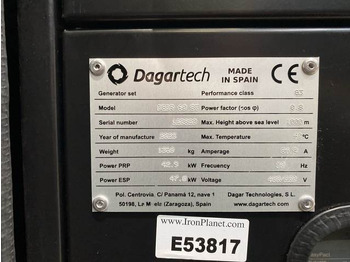 Dagartech
MADE IN SPAIN
CE
Generator set
Performance class G3
Model
Power factor (cos φ)
Serial number
Max. Height above sea level m
Year of manufacture
Max. Temperature °C
Weight kg
Amperage
Power PRP kW
Frecuency Hz
Power ESP kW
Voltage
Pol. Centrovia C/ Panamá 12, nave 1
Dagar Technologies, S.L.
50198, La Muela (Zaragoza), Spain
www.dagartech.com
www.IronPlanet.com
E53817